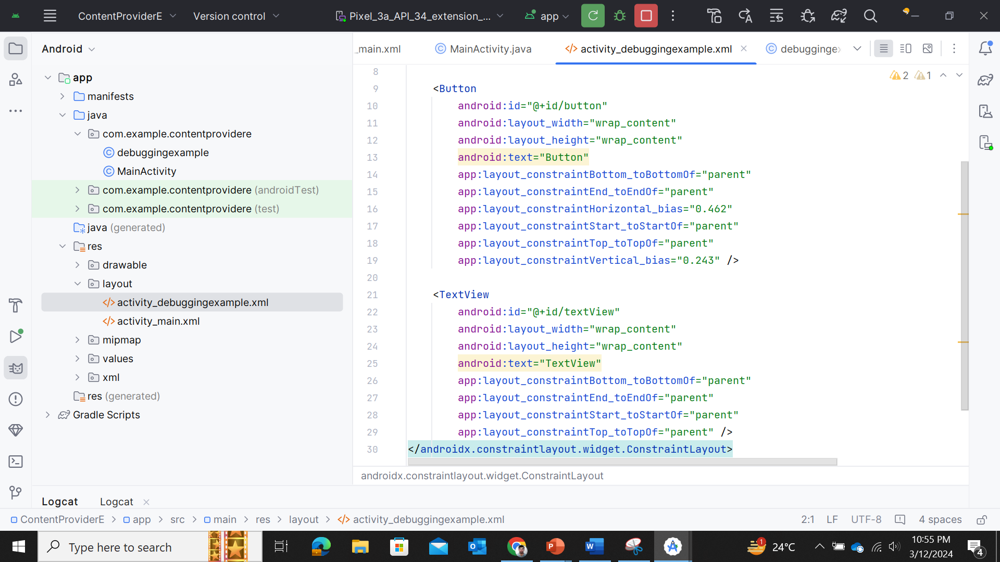 ContentProviderE
Version control
Pixel_3a_API_34_extension_...
app
Android
app
manifests
java
com.example.contentprovidere
debuggingexample
MainActivity
com.example.contentprovidere (androidTest)
com.example.contentprovidere (test)
java (generated)
res
drawable
layout
activity_debuggingexample.xml
activity_main.xml
mipmap
values
xml
res (generated)
Gradle Scripts
_main.xml
MainActivity.java
activity_debuggingexample.xml
debugginge
2 1
8
9 <Button
10 android:id="@+id/button"
11 android:layout_width="wrap_content"
12 android:layout_height="wrap_content"
13 android:text="Button"
14 app:layout_constraintBottom_toBottomOf="parent"
15 app:layout_constraintEnd_toEndOf="parent"
16 app:layout_constraintHorizontal_bias="0.462"
17 app:layout_constraintStart_toStartOf="parent"
18 app:layout_constraintTop_toTopOf="parent"
19 app:layout_constraintVertical_bias="0.243" />
20
21 <TextView
22 android:id="@+id/textView"
23 android:layout_width="wrap_content"
24 android:layout_height="wrap_content"
25 android:text="TextView"
26 app:layout_constraintBottom_toBottomOf="parent"
27 app:layout_constraintEnd_toEndOf="parent"
28 app:layout_constraintStart_toStartOf="parent"
29 app:layout_constraintTop_toTopOf="parent" />
30 </androidx.constraintlayout.widget.ConstraintLayout>
androidx.constraintlayout.widget.ConstraintLayout
Logcat
Logcat
ContentProviderE > app > src > main > res > layout > activity_debuggingexample.xml
2:1 LF UTF-8 4 spaces
Type here to search
1
24°C
10:55 PM
3/12/2024
4